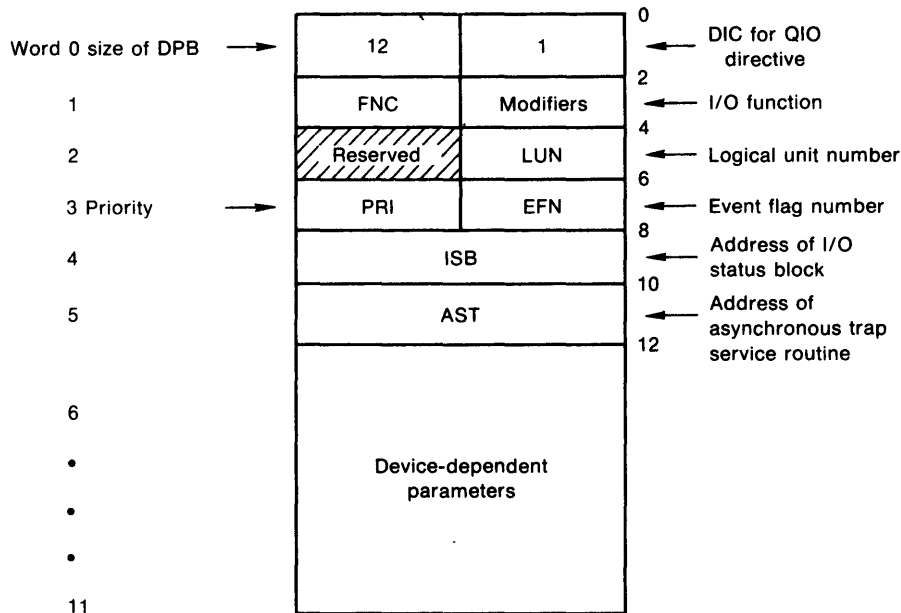 0
Word 0 size of DPB 12 1 DIC for QIO
directive
2
1 FNC Modifiers I/O function
4
2 Reserved LUN Logical unit number
6
3 Priority PRI EFN Event flag number
8
4 ISB Address of I/O
status block
10
5 AST Address of
asynchronous trap
service routine
12
6
Device-dependent
parameters
11